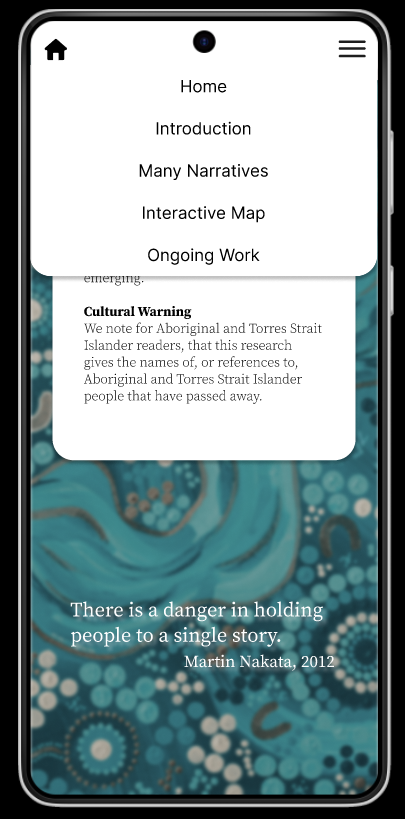 Home
Introduction
Many Narratives
Interactive Map
Ongoing Work
emerging.
Cultural Warning
We note for Aboriginal and Torres Strait
Islander readers, that this research
gives the names of, or references to,
Aboriginal and Torres Strait Islander
people that have passed away.
There is a danger in holding
people to a single story.
Martin Nakata, 2012